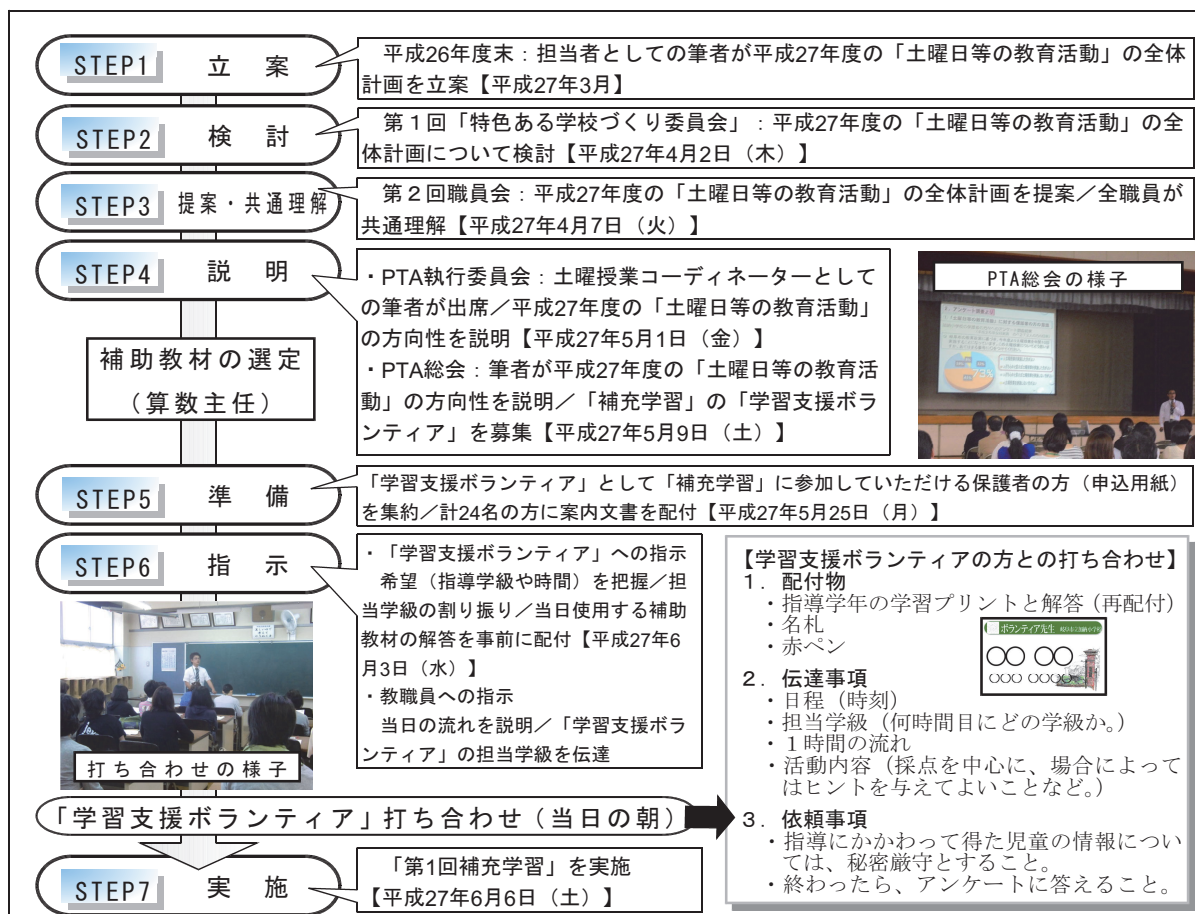 STEP1 立案
平成26年度末：担当者としての筆者が平成27年度の「土曜日等の教育活動」の全体
計画を立案【平成27年3月】
STEP2 検討
第１回「特色ある学校づくり委員会」：平成27年度の「土曜日等の教育活動」の全
体計画について検討【平成27年4月2日（木）】
STEP3 提案・共通理解
第２回職員会：平成27年度の「土曜日等の教育活動」の全体計画を提案／全職員が
共通理解【平成27年4月7日（火）】
STEP4 説明
・PTA執行委員会：土曜授業コーディネーターとして
の筆者が出席／平成27年度の「土曜日等の教育活動」
の方向性を説明【平成27年5月1日（金）】
・PTA総会：筆者が平成27年度の「土曜日等の教育活
動」の方向性を説明／「補充学習」の「学習支援ボラ
ンティア」を募集【平成27年5月9日（土）】
PTA総会の様子
73%
補助教材の選定
（算数主任）
STEP5 準備
「学習支援ボランティア」として「補充学習」に参加していただける保護者の方（申込用紙）
を集約／計24名の方に案内文書を配付【平成27年5月25日（月）】
STEP6 指示
・「学習支援ボランティア」への指示
希望（指導学級や時間）を把握／担
当学級の割り振り／当日使用する補助
教材の解答を事前に配付【平成27年6
月3日（水）】
・教職員への指示
当日の流れを説明／「学習支援ボラ
ンティア」の担当学級を伝達
打ち合わせの様子
「学習支援ボランティア」打ち合わせ（当日の朝）
【学習支援ボランティアの方との打ち合わせ】
１．配付物
・指導学年の学習プリントと解答（再配付）
・名札
・赤ペン
ボランティア先生
○○ ○○
○○○ ○○○○
２．伝達事項
・日程（時刻）
・担当学級（何時間目にどの学級か。）
・１時間の流れ
・活動内容（採点を中心に、場合によって
はヒントを与えてよいことなど。）
３．依頼事項
・指導にかかわって得た児童の情報につい
ては、秘密厳守とすること。
・終わったら、アンケートに答えること。
STEP7 実施
「第1回補充学習」を実施
【平成27年6月6日（土）】